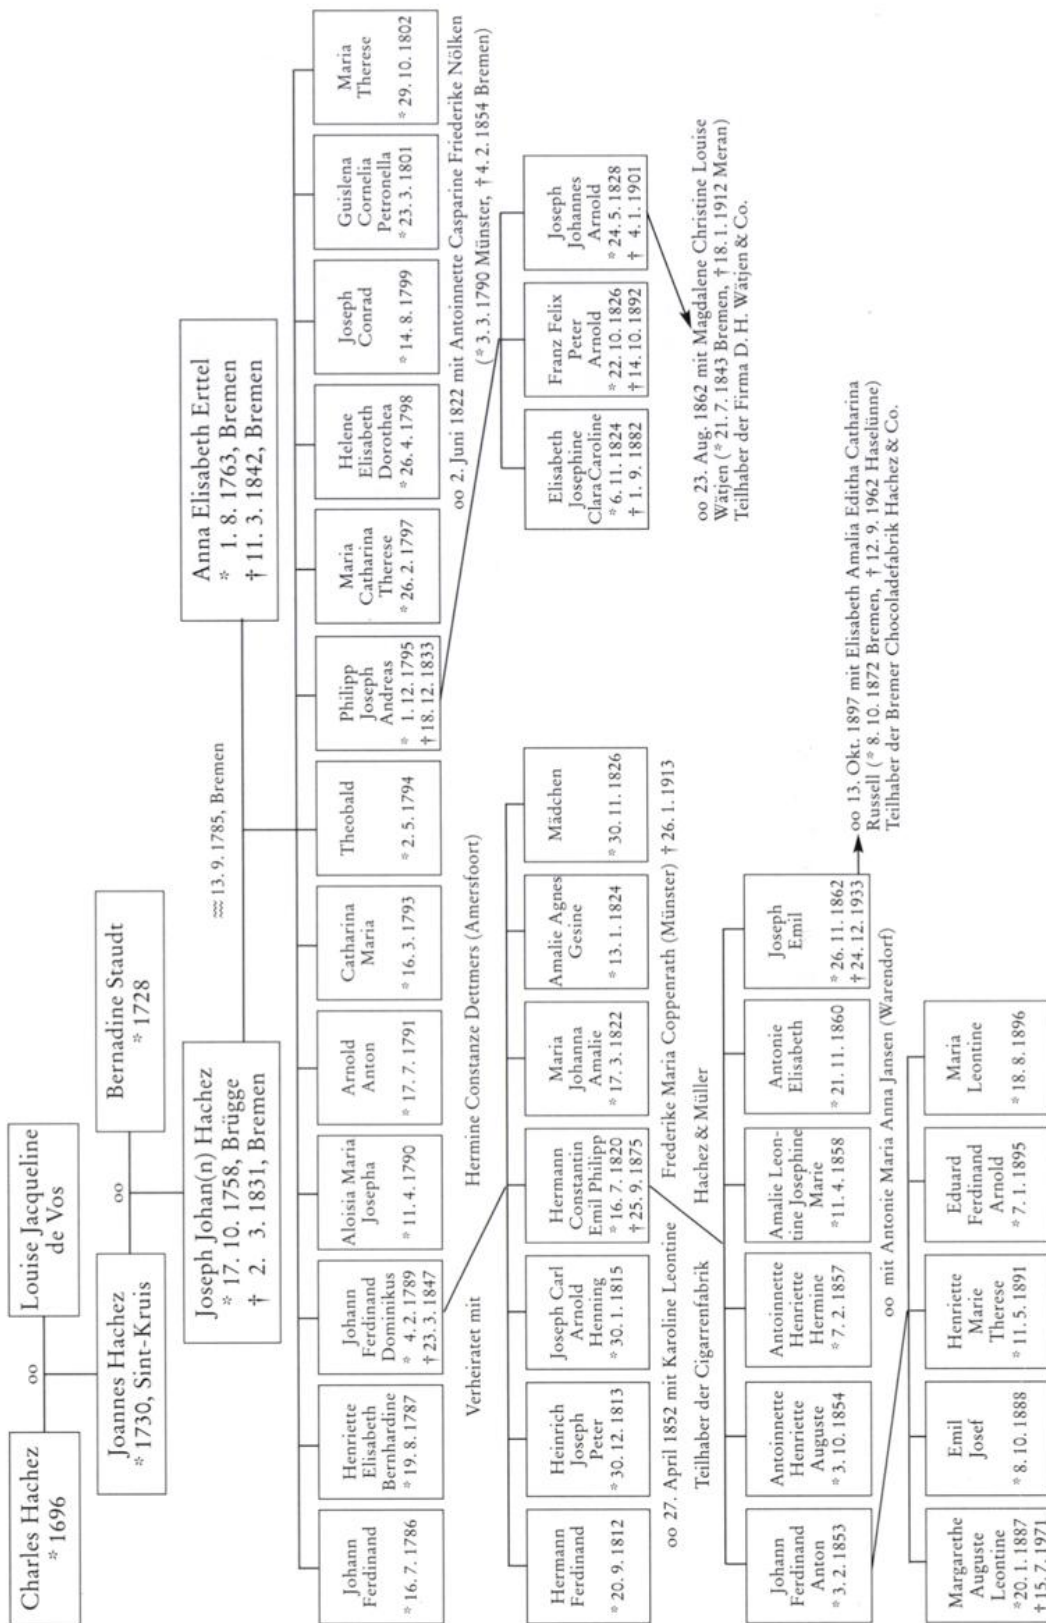 Charles Hachez
* 1696
oo
Louise Jacqueline
de Vos
Joannes Hachez
* 1730, Sint-Kruis
oo
Bernadine Staudt
* 1728
Joseph Johan(n) Hachez
* 17. 10. 1758, Brügge
† 2. 3. 1831, Bremen
⚮ 13. 9. 1785, Bremen
Anna Elisabeth Erttel
* 1. 8. 1763, Bremen
† 11. 3. 1842, Bremen
Johann
Ferdinand
* 16. 7. 1786
Henriette
Elisabeth
Bernhardine
* 19. 8. 1787
Johann
Ferdinand
Dominikus
* 4. 2. 1789
† 23. 3. 1847
Aloisia Maria
Josepha
* 11. 4. 1790
Arnold
Anton
* 17. 7. 1791
Catharina
Maria
* 16. 3. 1793
Theobald
* 2. 5. 1794
Philipp
Joseph
Andreas
* 1. 12. 1795
† 18. 12. 1833
Maria
Catharina
Therese
* 26. 2. 1797
Helene
Elisabeth
Dorothea
* 26. 4. 1798
Joseph
Conrad
* 14. 8. 1799
Guislena
Cornelia
Petronella
* 23. 3. 1801
Maria
Therese
* 29. 10. 1802
Verheiratet mit Hermine Constanze Dettmers (Amersfoort)
oo 2. Juni 1822 mit Antoinnette Casparine Friederike Nölken
(* 3. 3. 1790 Münster, † 4. 2. 1854 Bremen)
Hermann
Ferdinand
* 20. 9. 1812
Heinrich
Joseph
Peter
* 30. 12. 1813
Joseph Carl
Arnold
Henning
* 30. 1. 1815
Hermann
Constantin
Emil Philipp
* 16. 7. 1820
† 25. 9. 1875
Maria
Johanna
Amalie
* 17. 3. 1822
Amalie Agnes
Gesine
* 13. 1. 1824
Mädchen
* 30. 11. 1826
Elisabeth
Josephine
Clara Caroline
* 6. 11. 1824
† 1. 9. 1882
Franz Felix
Peter
Arnold
* 22. 10. 1826
† 14. 10. 1892
Joseph
Johannes
Arnold
* 24. 5. 1828
† 4. 1. 1901
oo 27. April 1852 mit Karoline Leontine Frederike Maria Coppenrath (Münster) † 26. 1. 1913
Teilhaber der Cigarrenfabrik Hachez & Müller
oo 23. Aug. 1862 mit Magdalene Christine Louise
Wätjen (* 21. 7. 1843 Bremen, † 18. 1. 1912 Meran)
Teilhaber der Firma D. H. Wätjen & Co.
Johann
Ferdinand
Anton
* 3. 2. 1853
Antoinnette
Henriette
Auguste
* 3. 10. 1854
Antoinnette
Henriette
Hermine
* 7. 2. 1857
Amalie Leon-
tine Josephine
Marie
* 11. 4. 1858
Antonie
Elisabeth
* 21. 11. 1860
Joseph
Emil
* 26. 11. 1862
† 24. 12. 1933
oo 13. Okt. 1897 mit Elisabeth Amalia Editha Catharina
Russell (* 8. 10. 1872 Bremen, † 12. 9. 1962 Haselünne)
Teilhaber der Bremer Chocoladefabrik Hachez & Co.
oo mit Antonie Maria Anna Jansen (Warendorf)
Margarethe
Auguste
Leontine
* 20. 1. 1887
† 15. 7. 1971
Emil
Josef
* 8. 10. 1888
Henriette
Marie
Therese
* 11. 5. 1891
Eduard
Ferdinand
Arnold
* 7. 1. 1895
Maria
Leontine
* 18. 8. 1896